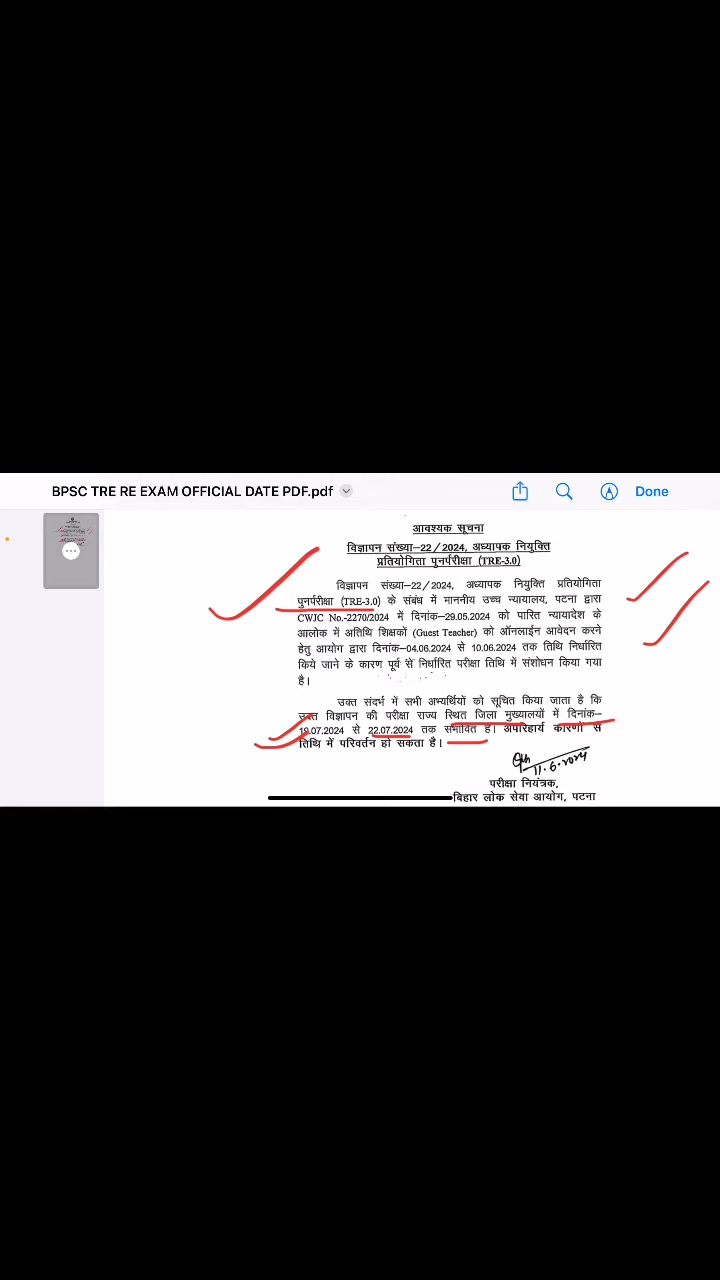 BPSC TRE RE EXAM OFFICIAL DATE PDF.pdf
Done
आवश्यक सूचना
विज्ञापन संख्या–22/2024, अध्यापक नियुक्ति
प्रतियोगिता पुनर्परीक्षा (TRE-3.0)
विज्ञापन संख्या–22/2024, अध्यापक नियुक्ति प्रतियोगिता
पुनर्परीक्षा (TRE-3.0) के संबंध में माननीय उच्च न्यायालय, पटना द्वारा
CWJC No.-2270/2024 में दिनांक–29.05.2024 को पारित न्यायादेश के
आलोक में अतिथि शिक्षकों (Guest Teacher) को ऑनलाईन आवेदन करने
हेतु आयोग द्वारा दिनांक–04.06.2024 से 10.06.2024 तक तिथि निर्धारित
किये जाने के कारण पूर्व से निर्धारित परीक्षा तिथि में संशोधन किया गया
है।
उक्त संदर्भ में सभी अभ्यर्थियों को सूचित किया जाता है कि
उक्त विज्ञापन की परीक्षा राज्य स्थित जिला मुख्यालयों में दिनांक–
19.07.2024 से 22.07.2024 तक संभावित है। अपरिहार्य कारणों से
तिथि में परिवर्तन हो सकता है।
11.6.2024
परीक्षा नियंत्रक,
बिहार लोक सेवा आयोग, पटना